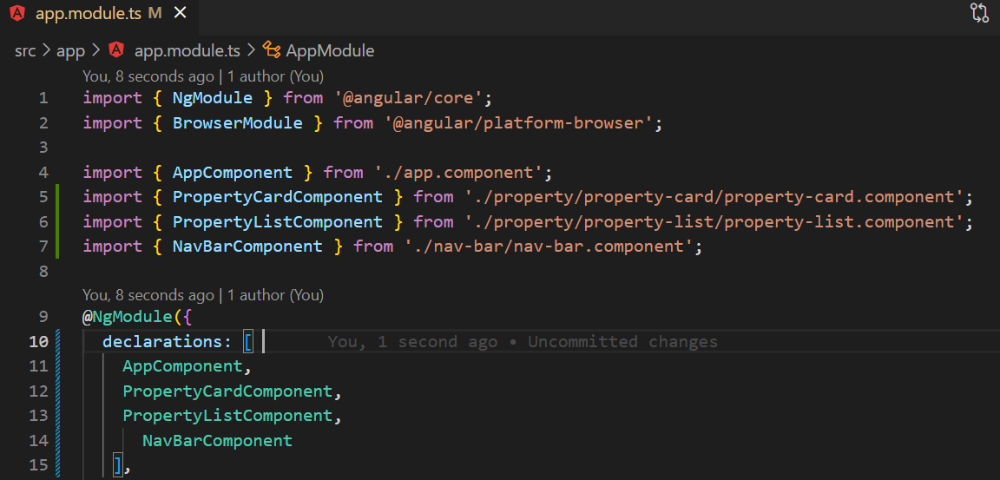 app.module.ts M
src > app > app.module.ts > AppModule
You, 8 seconds ago | 1 author (You)
1 import { NgModule } from '@angular/core';
2 import { BrowserModule } from '@angular/platform-browser';
3
4 import { AppComponent } from './app.component';
5 import { PropertyCardComponent } from './property/property-card/property-card.component';
6 import { PropertyListComponent } from './property/property-list/property-list.component';
7 import { NavBarComponent } from './nav-bar/nav-bar.component';
8
You, 8 seconds ago | 1 author (You)
9 @NgModule({
10 declarations: [ You, 1 second ago • Uncommitted changes
11 AppComponent,
12 PropertyCardComponent,
13 PropertyListComponent,
14 NavBarComponent
15 ],